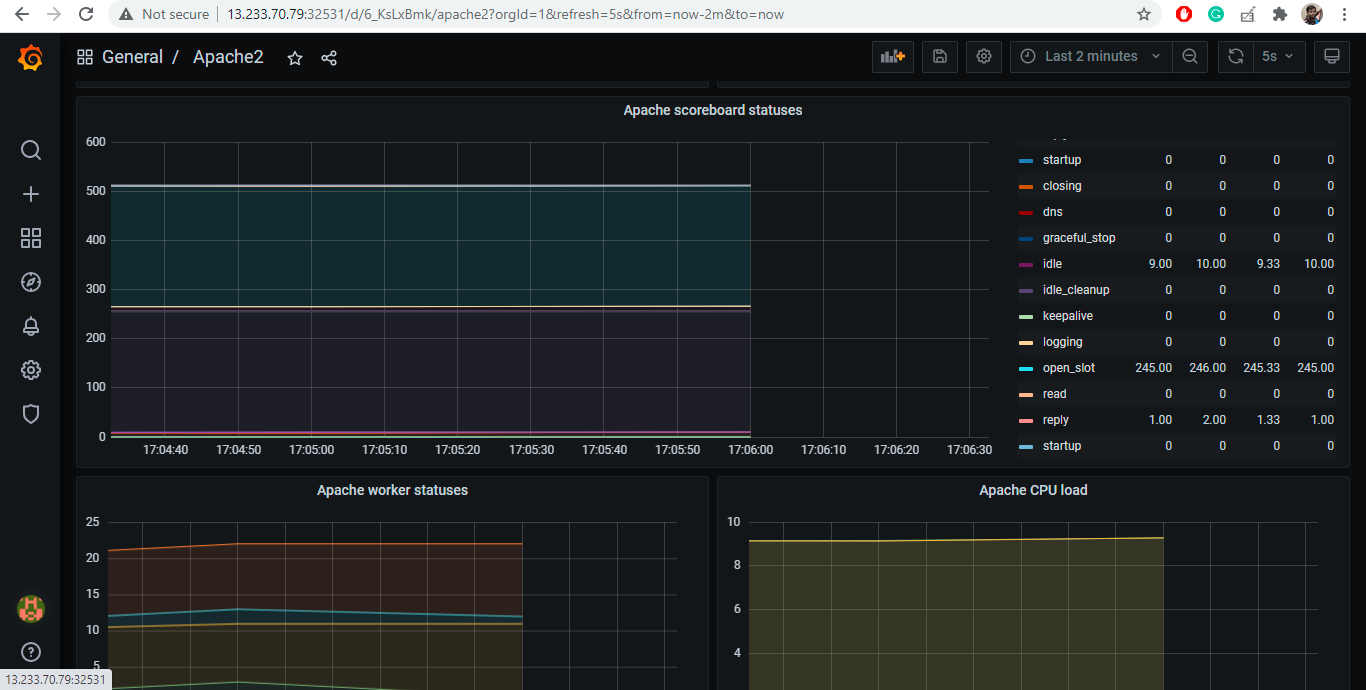 Not secure | 13.233.70.79:32531/d/6_KsLxBmk/apache2?orgId=1&refresh=5s&from=now-2m&to=now
General / Apache2
Last 2 minutes
5s
Apache scoreboard statuses
600
500
400
300
200
100
0
17:04:40 17:04:50 17:05:00 17:05:10 17:05:20 17:05:30 17:05:40 17:05:50 17:06:00 17:06:10 17:06:20 17:06:30
startup 0 0 0 0
closing 0 0 0 0
dns 0 0 0 0
graceful_stop 0 0 0 0
idle 9.00 10.00 9.33 10.00
idle_cleanup 0 0 0 0
keepalive 0 0 0 0
logging 0 0 0 0
open_slot 245.00 246.00 245.33 245.00
read 0 0 0 0
reply 1.00 2.00 1.33 1.00
startup 0 0 0 0
Apache worker statuses
25
20
15
10
5
Apache CPU load
10
8
6
4
13.233.70.79:32531